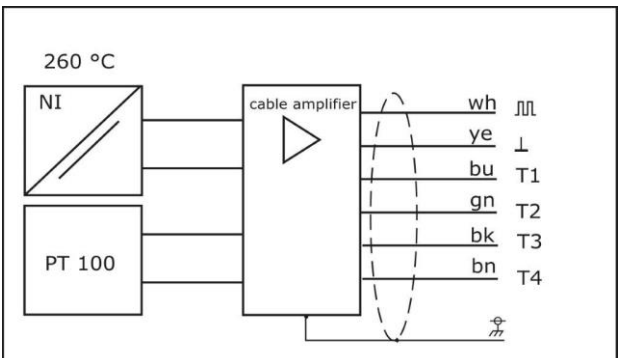 260 °C
NI
cable amplifier
wh
ye
⊥
bu T1
gn T2
bk T3
bn T4
PT 100